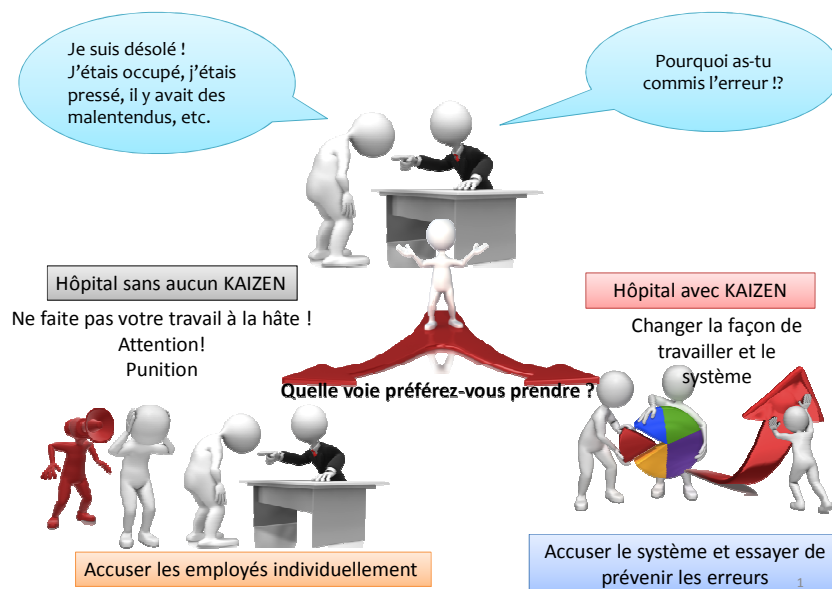 Je suis désolé !
J'étais occupé, j'étais
pressé, il y avait des
malentendus, etc.
Pourquoi as-tu
commis l'erreur !?
Hôpital sans aucun KAIZEN
Ne faite pas votre travail à la hâte !
Attention!
Punition
Hôpital avec KAIZEN
Changer la façon de
travailler et le
système
Quelle voie préférez-vous prendre ?
Accuser les employés individuellement
Accuser le système et essayer de
prévenir les erreurs
1